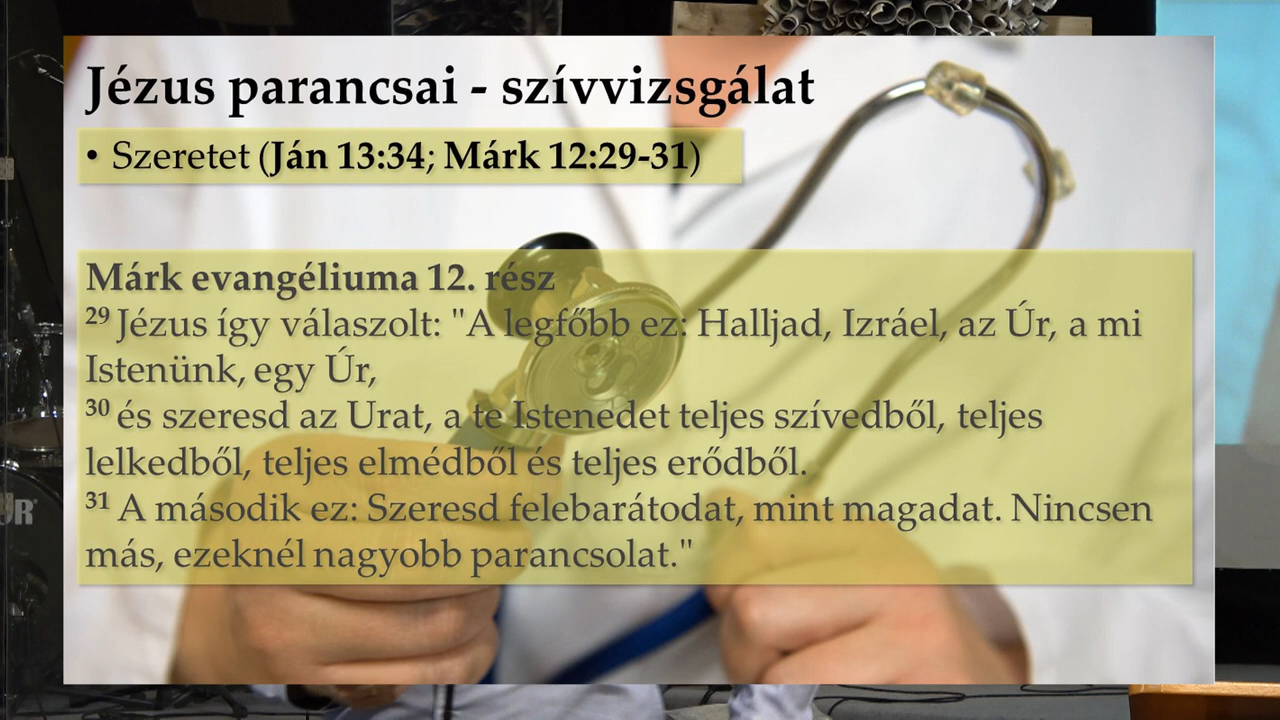 Jézus parancsai - szívvizsgálat
• Szeretet (Ján 13:34; Márk 12:29-31)
Márk evangéliuma 12. rész
29 Jézus így válaszolt: "A legfőbb ez: Halljad, Izráel, az Úr, a mi
Istenünk, egy Úr,
30 és szeresd az Urat, a te Istenedet teljes szívedből, teljes
lelkedből, teljes elmédből és teljes erődből.
31 A második ez: Szeresd felebarátodat, mint magadat. Nincsen
más, ezeknél nagyobb parancsolat."